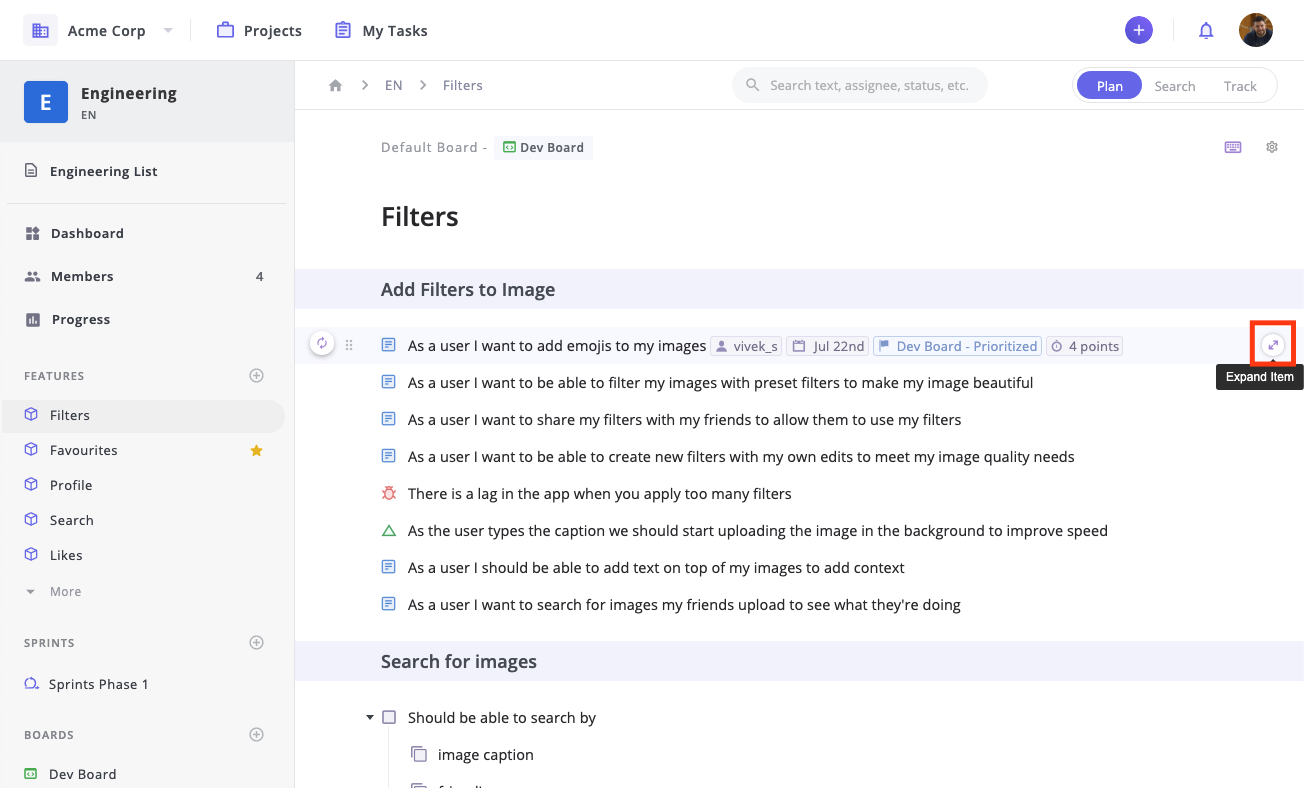 Acme Corp
Projects
My Tasks
E
Engineering
EN
EN
Filters
Search text, assignee, status, etc.
Plan
Search
Track
Engineering List
Dashboard
Members
4
Progress
FEATURES
Filters
Favourites
Profile
Search
Likes
More
SPRINTS
Sprints Phase 1
BOARDS
Dev Board
Default Board - Dev Board
Filters
Add Filters to Image
As a user I want to add emojis to my images vivek_s Jul 22nd Dev Board - Prioritized 4 points
Expand Item
As a user I want to be able to filter my images with preset filters to make my image beautiful
As a user I want to share my filters with my friends to allow them to use my filters
As a user I want to be able to create new filters with my own edits to meet my image quality needs
There is a lag in the app when you apply too many filters
As the user types the caption we should start uploading the image in the background to improve speed
As a user I should be able to add text on top of my images to add context
As a user I want to search for images my friends upload to see what they're doing
Search for images
Should be able to search by
image caption